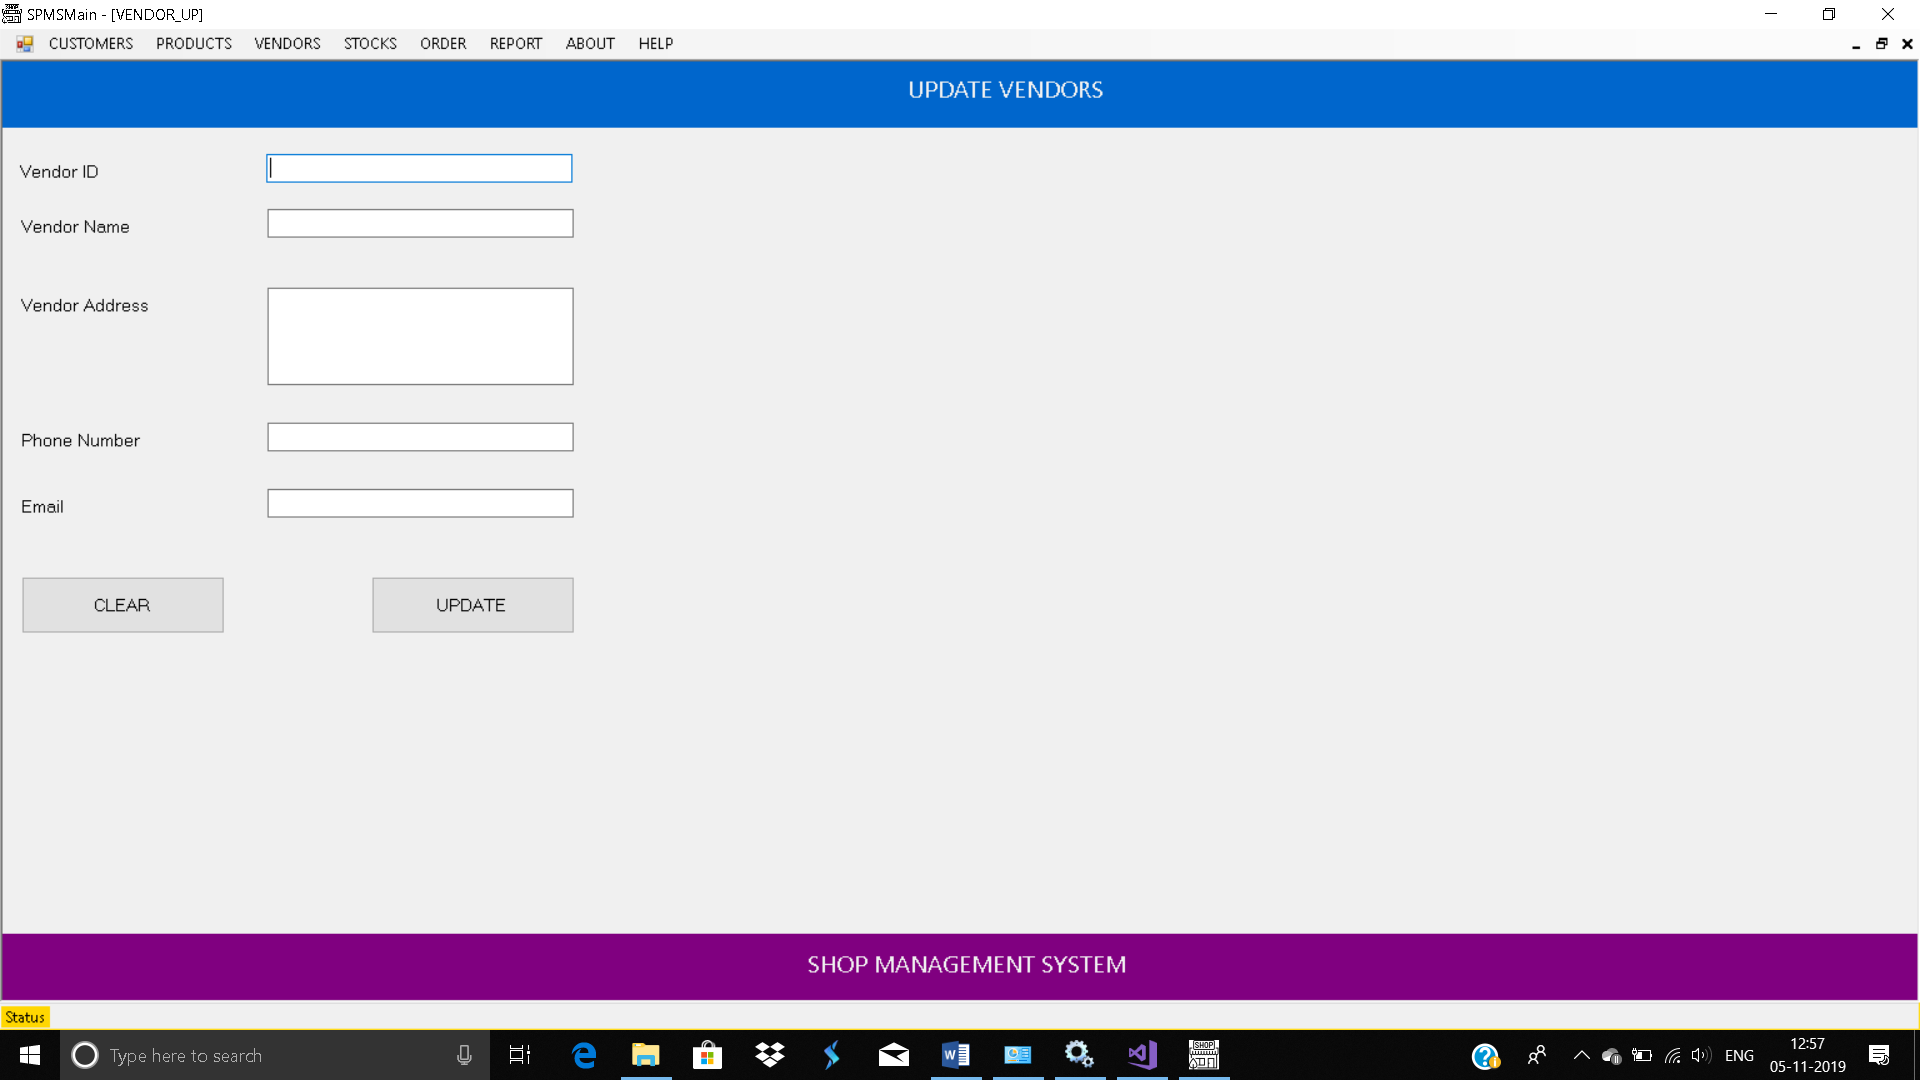 SPMSMain - [VENDOR_UP]
CUSTOMERS PRODUCTS VENDORS STOCKS ORDER REPORT ABOUT HELP
UPDATE VENDORS
Vendor ID
Vendor Name
Vendor Address
Phone Number
Email
CLEAR UPDATE
SHOP MANAGEMENT SYSTEM
Status
Type here to search
SHOP
ENG
12:57
05-11-2019